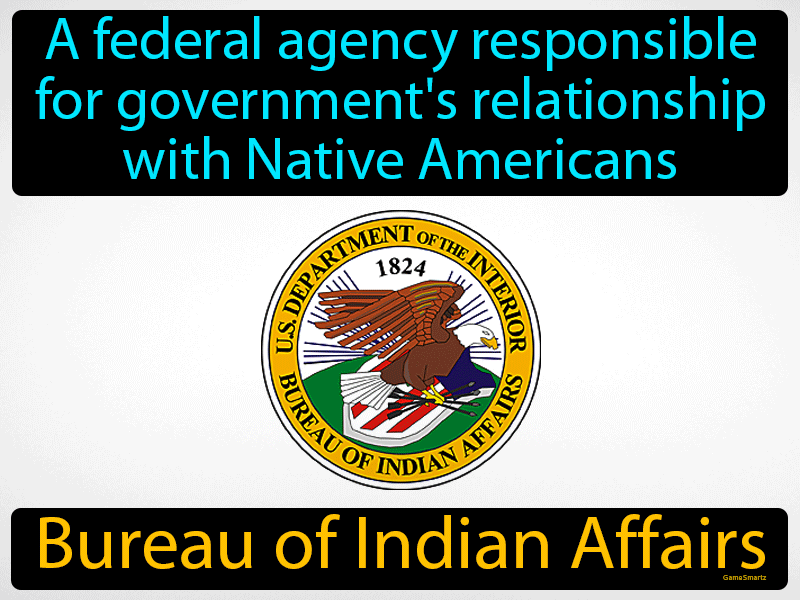 A federal agency responsible
for government's relationship
with Native Americans
U.S. DEPARTMENT OF THE INTERIOR
1824
BUREAU OF INDIAN AFFAIRS
Bureau of Indian Affairs
GameSmartz